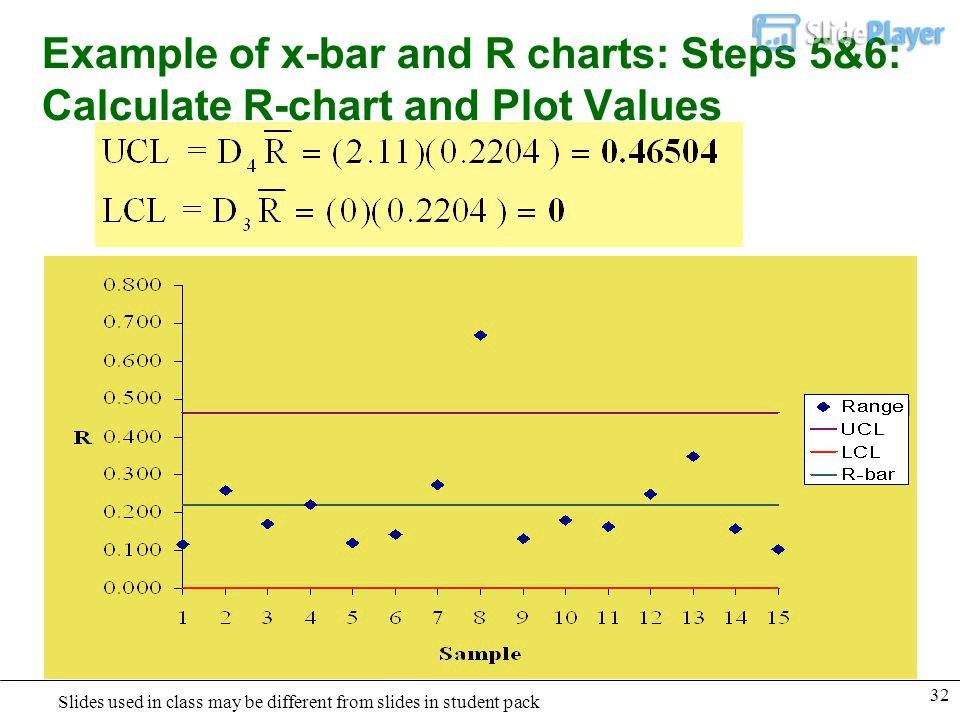 SlidePlayer
Example of x-bar and R charts: Steps 5&6:
Calculate R-chart and Plot Values
UCL = D4 R̅ = (2.11)(0.2204) = 0.46504
LCL = D3 R̅ = (0)(0.2204) = 0
0.800
0.700
0.600
0.500
0.400
0.300
0.200
0.100
0.000
R
1 2 3 4 5 6 7 8 9 10 11 12 13 14 15
Sample
Range
UCL
LCL
R-bar
Slides used in class may be different from slides in student pack
32